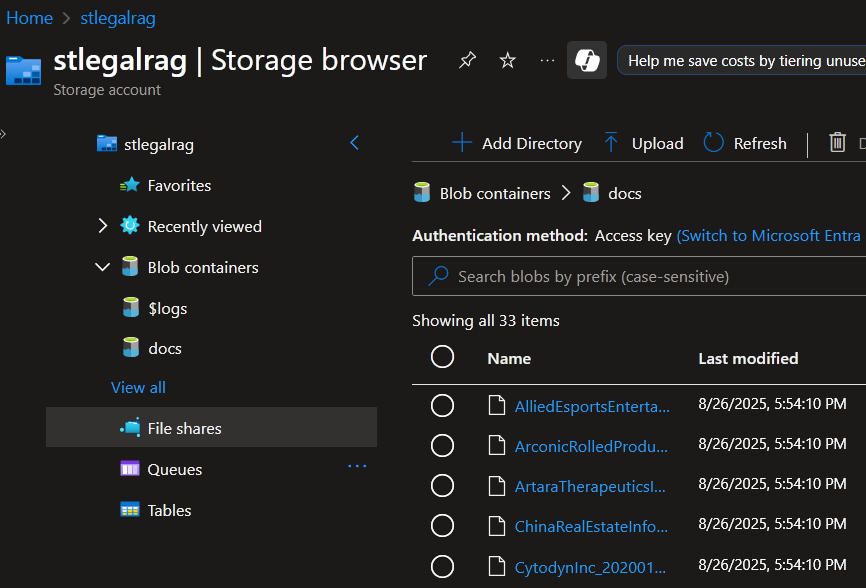 Home > stlegalrag
stlegalrag | Storage browser
Help me save costs by tiering unuse
Storage account
stlegalrag
Favorites
Recently viewed
Blob containers
$logs
docs
View all
File shares
Queues
Tables
Add Directory Upload Refresh D
Blob containers > docs
Authentication method: Access key (Switch to Microsoft Entra
Search blobs by prefix (case-sensitive)
Showing all 33 items
Name Last modified
AlliedEsportsEnterta... 8/26/2025, 5:54:10 PM
ArconicRolledProdu... 8/26/2025, 5:54:10 PM
ArtaraTherapeuticsI... 8/26/2025, 5:54:10 PM
ChinaRealEstateInfo... 8/26/2025, 5:54:10 PM
CytodynInc_202001... 8/26/2025, 5:54:10 PM